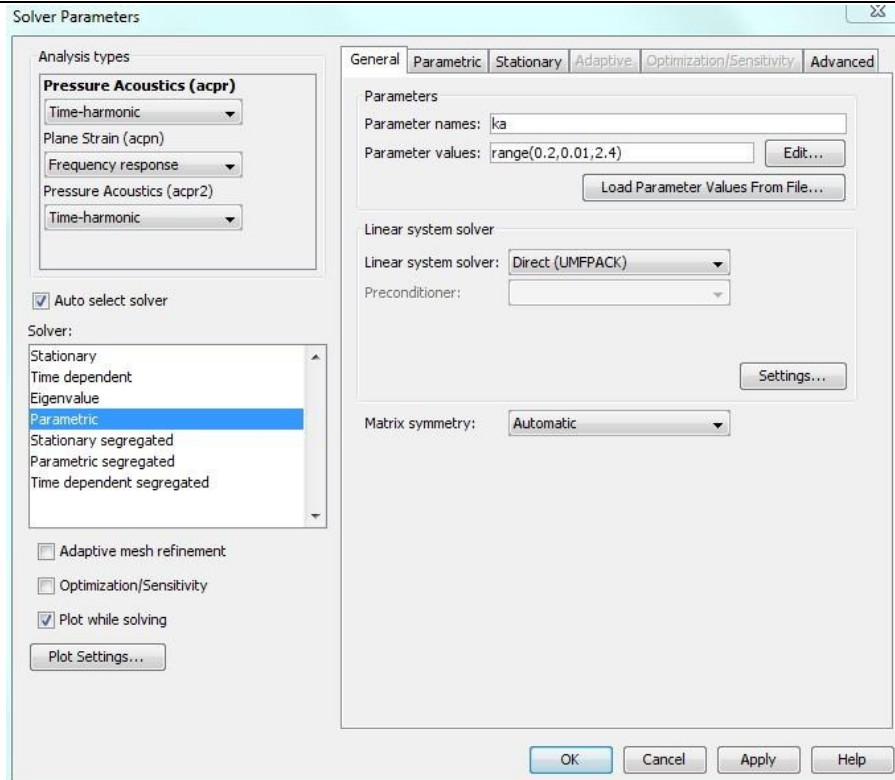 Solver Parameters
Analysis types
Pressure Acoustics (acpr)
Time-harmonic
Plane Strain (acpn)
Frequency response
Pressure Acoustics (acpr2)
Time-harmonic
Auto select solver
Solver:
Stationary
Time dependent
Eigenvalue
Parametric
Stationary segregated
Parametric segregated
Time dependent segregated
Adaptive mesh refinement
Optimization/Sensitivity
Plot while solving
Plot Settings...
General Parametric Stationary Adaptive Optimization/Sensitivity Advanced
Parameters
Parameter names: ka
Parameter values: range(0.2,0.01,2.4) Edit...
Load Parameter Values From File...
Linear system solver
Linear system solver: Direct (UMFPACK)
Preconditioner:
Settings...
Matrix symmetry: Automatic
OK Cancel Apply Help